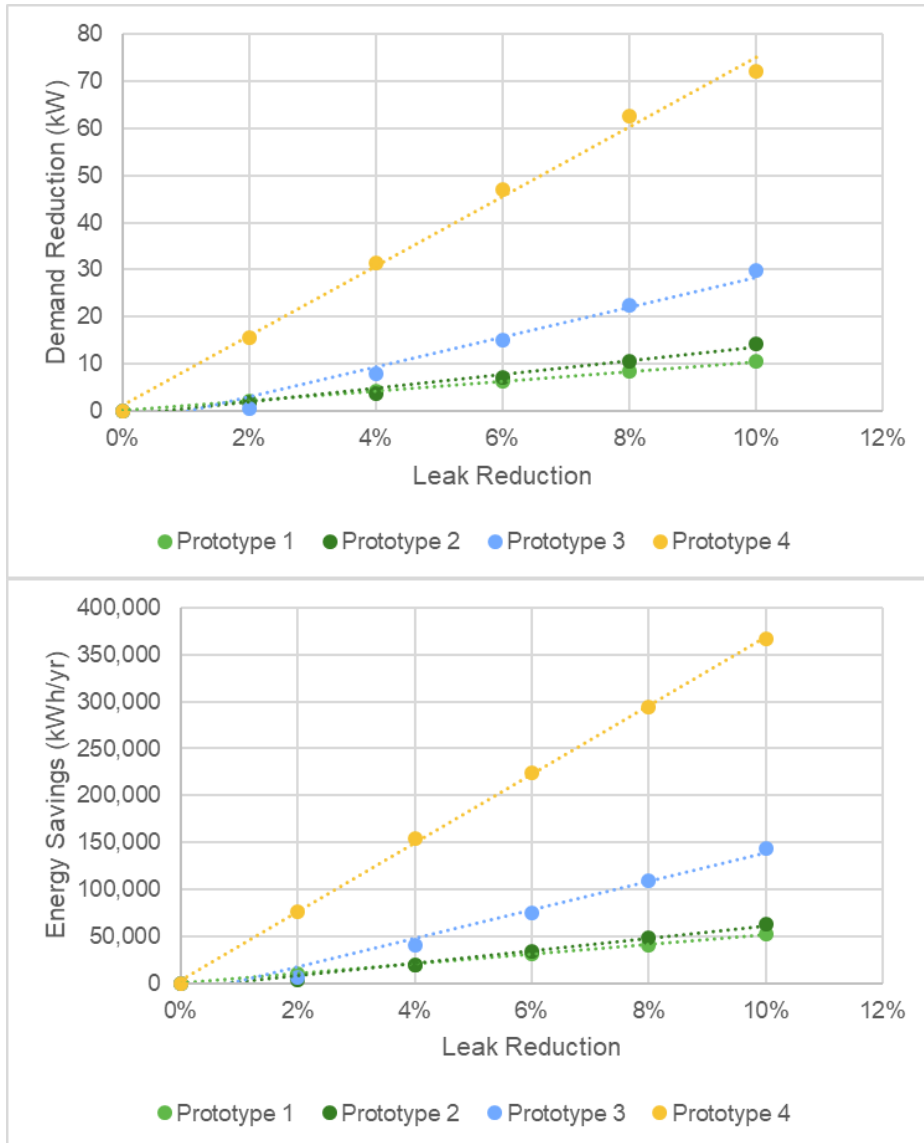 80
70
60
50
40
30
20
10
0
Demand Reduction (kW)
0% 2% 4% 6% 8% 10% 12%
Leak Reduction
Prototype 1 Prototype 2 Prototype 3 Prototype 4
400,000
350,000
300,000
250,000
200,000
150,000
100,000
50,000
0
Energy Savings (kWh/yr)
0% 2% 4% 6% 8% 10% 12%
Leak Reduction
Prototype 1 Prototype 2 Prototype 3 Prototype 4